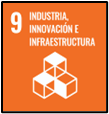 9 INDUSTRIA,
INNOVACIÓN E
INFRAESTRUCTURA